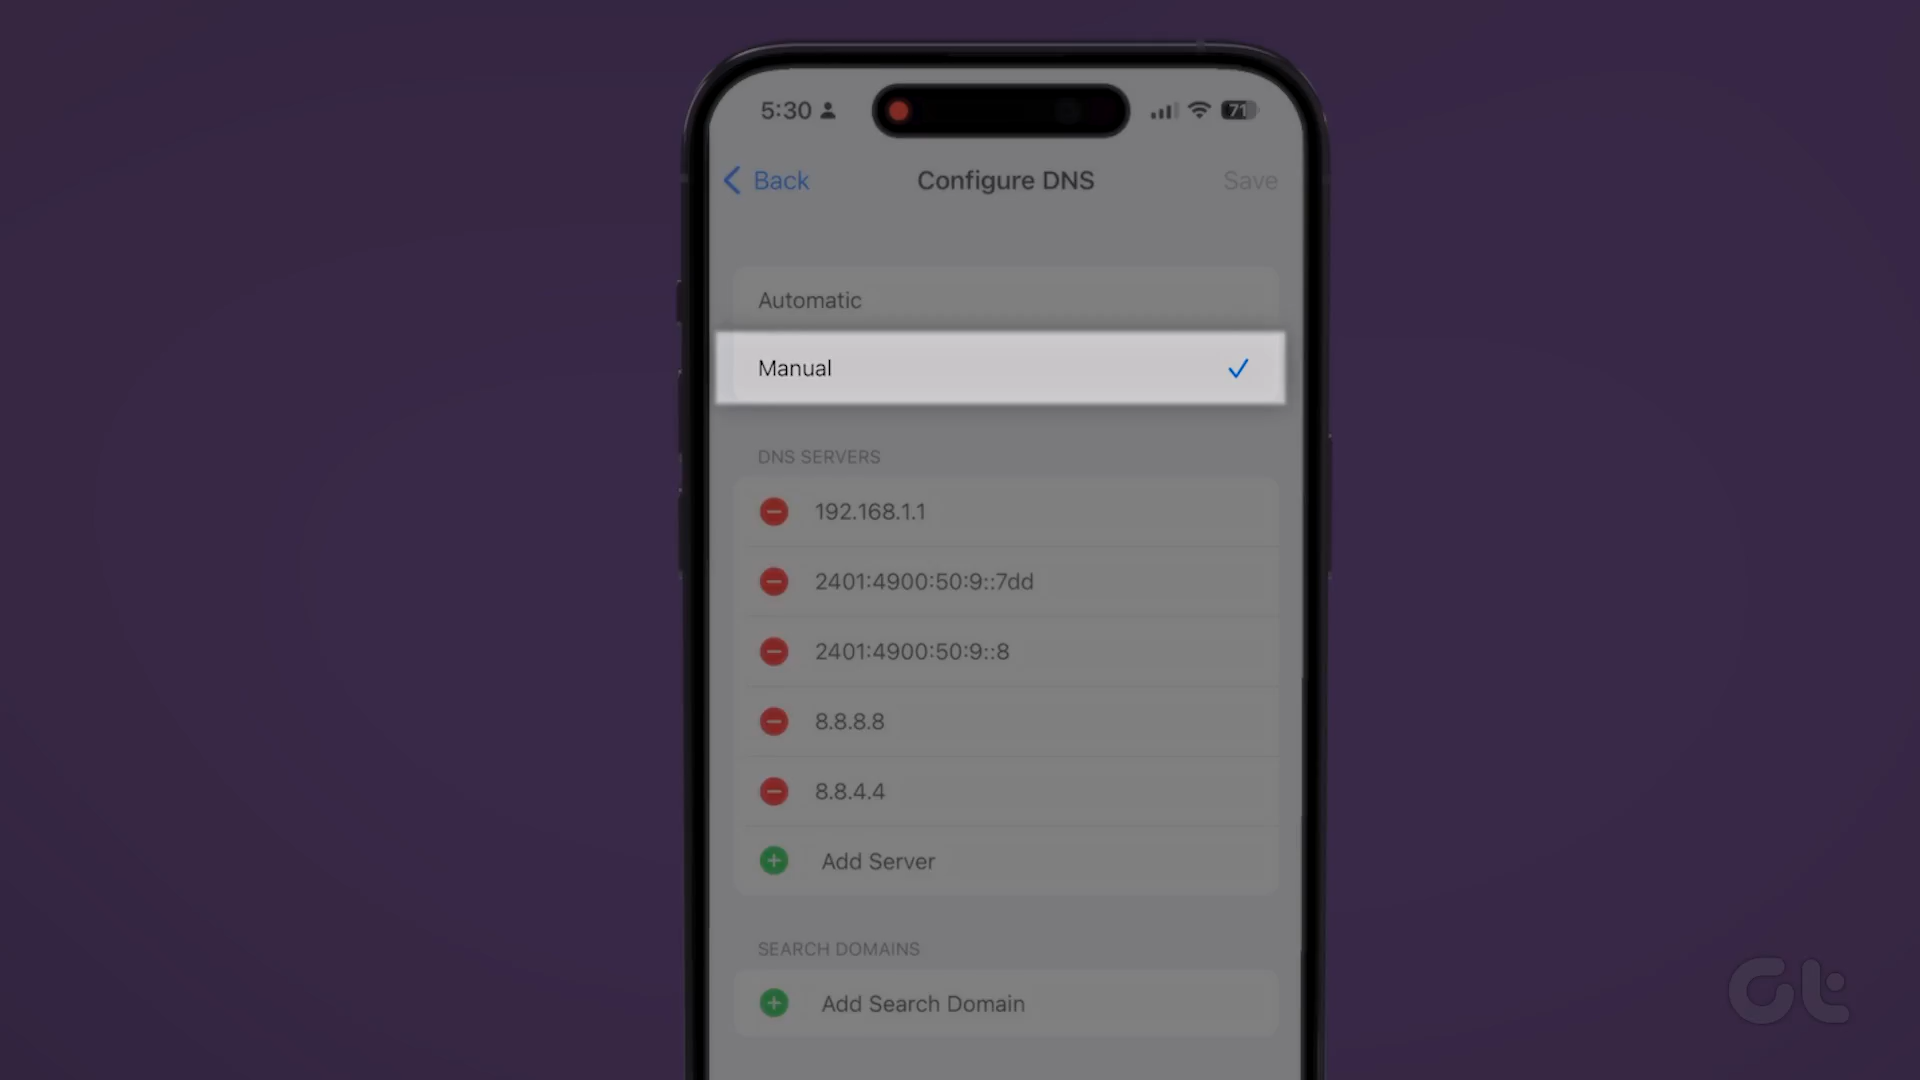 5:30
71
Back
Configure DNS
Save
Automatic
Manual
DNS SERVERS
192.168.1.1
2401:4900:50:9::7dd
2401:4900:50:9::8
8.8.8.8
8.8.4.4
Add Server
SEARCH DOMAINS
Add Search Domain
Gt